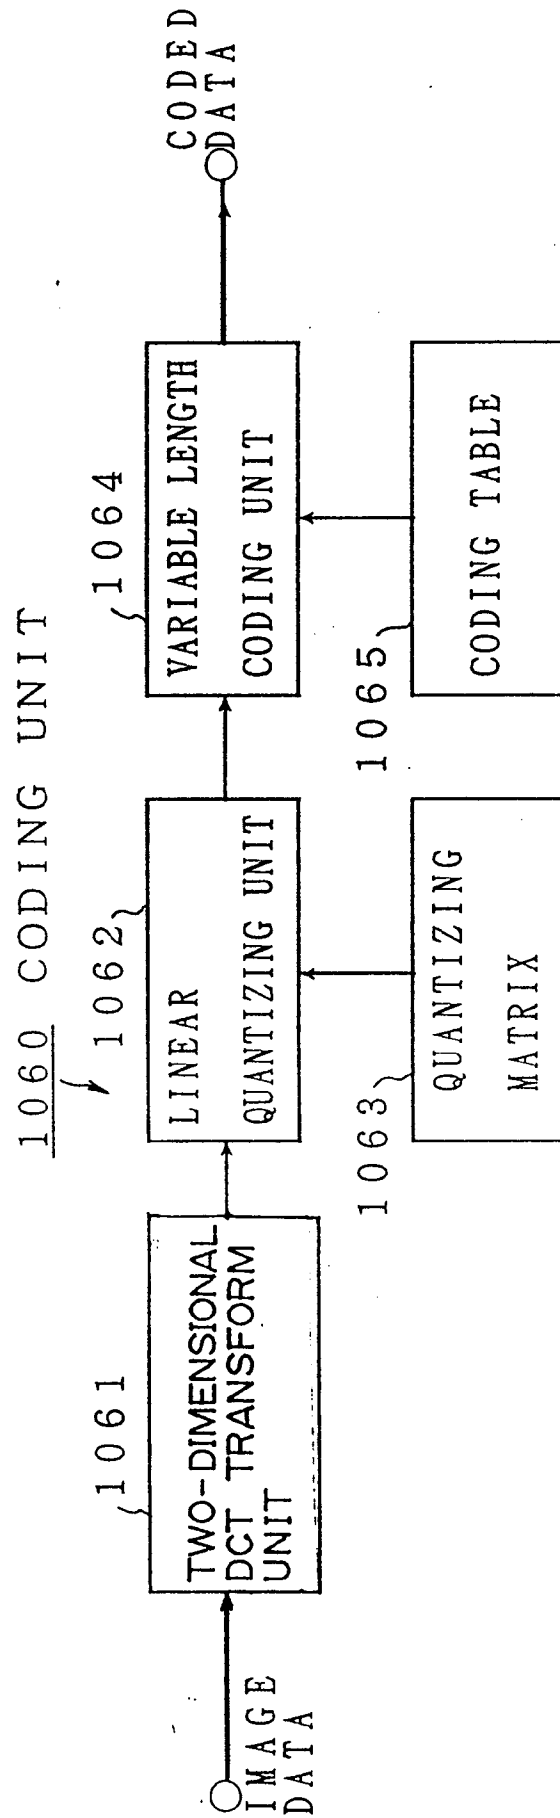 1060 CODING UNIT
1061
TWO-DIMENSIONAL
DCT TRANSFORM
UNIT
1062
LINEAR
QUANTIZING UNIT
1064
VARIABLE LENGTH
CODING UNIT
IMAGE
DATA
CODED
DATA
1063
QUANTIZING
MATRIX
1065
CODING TABLE